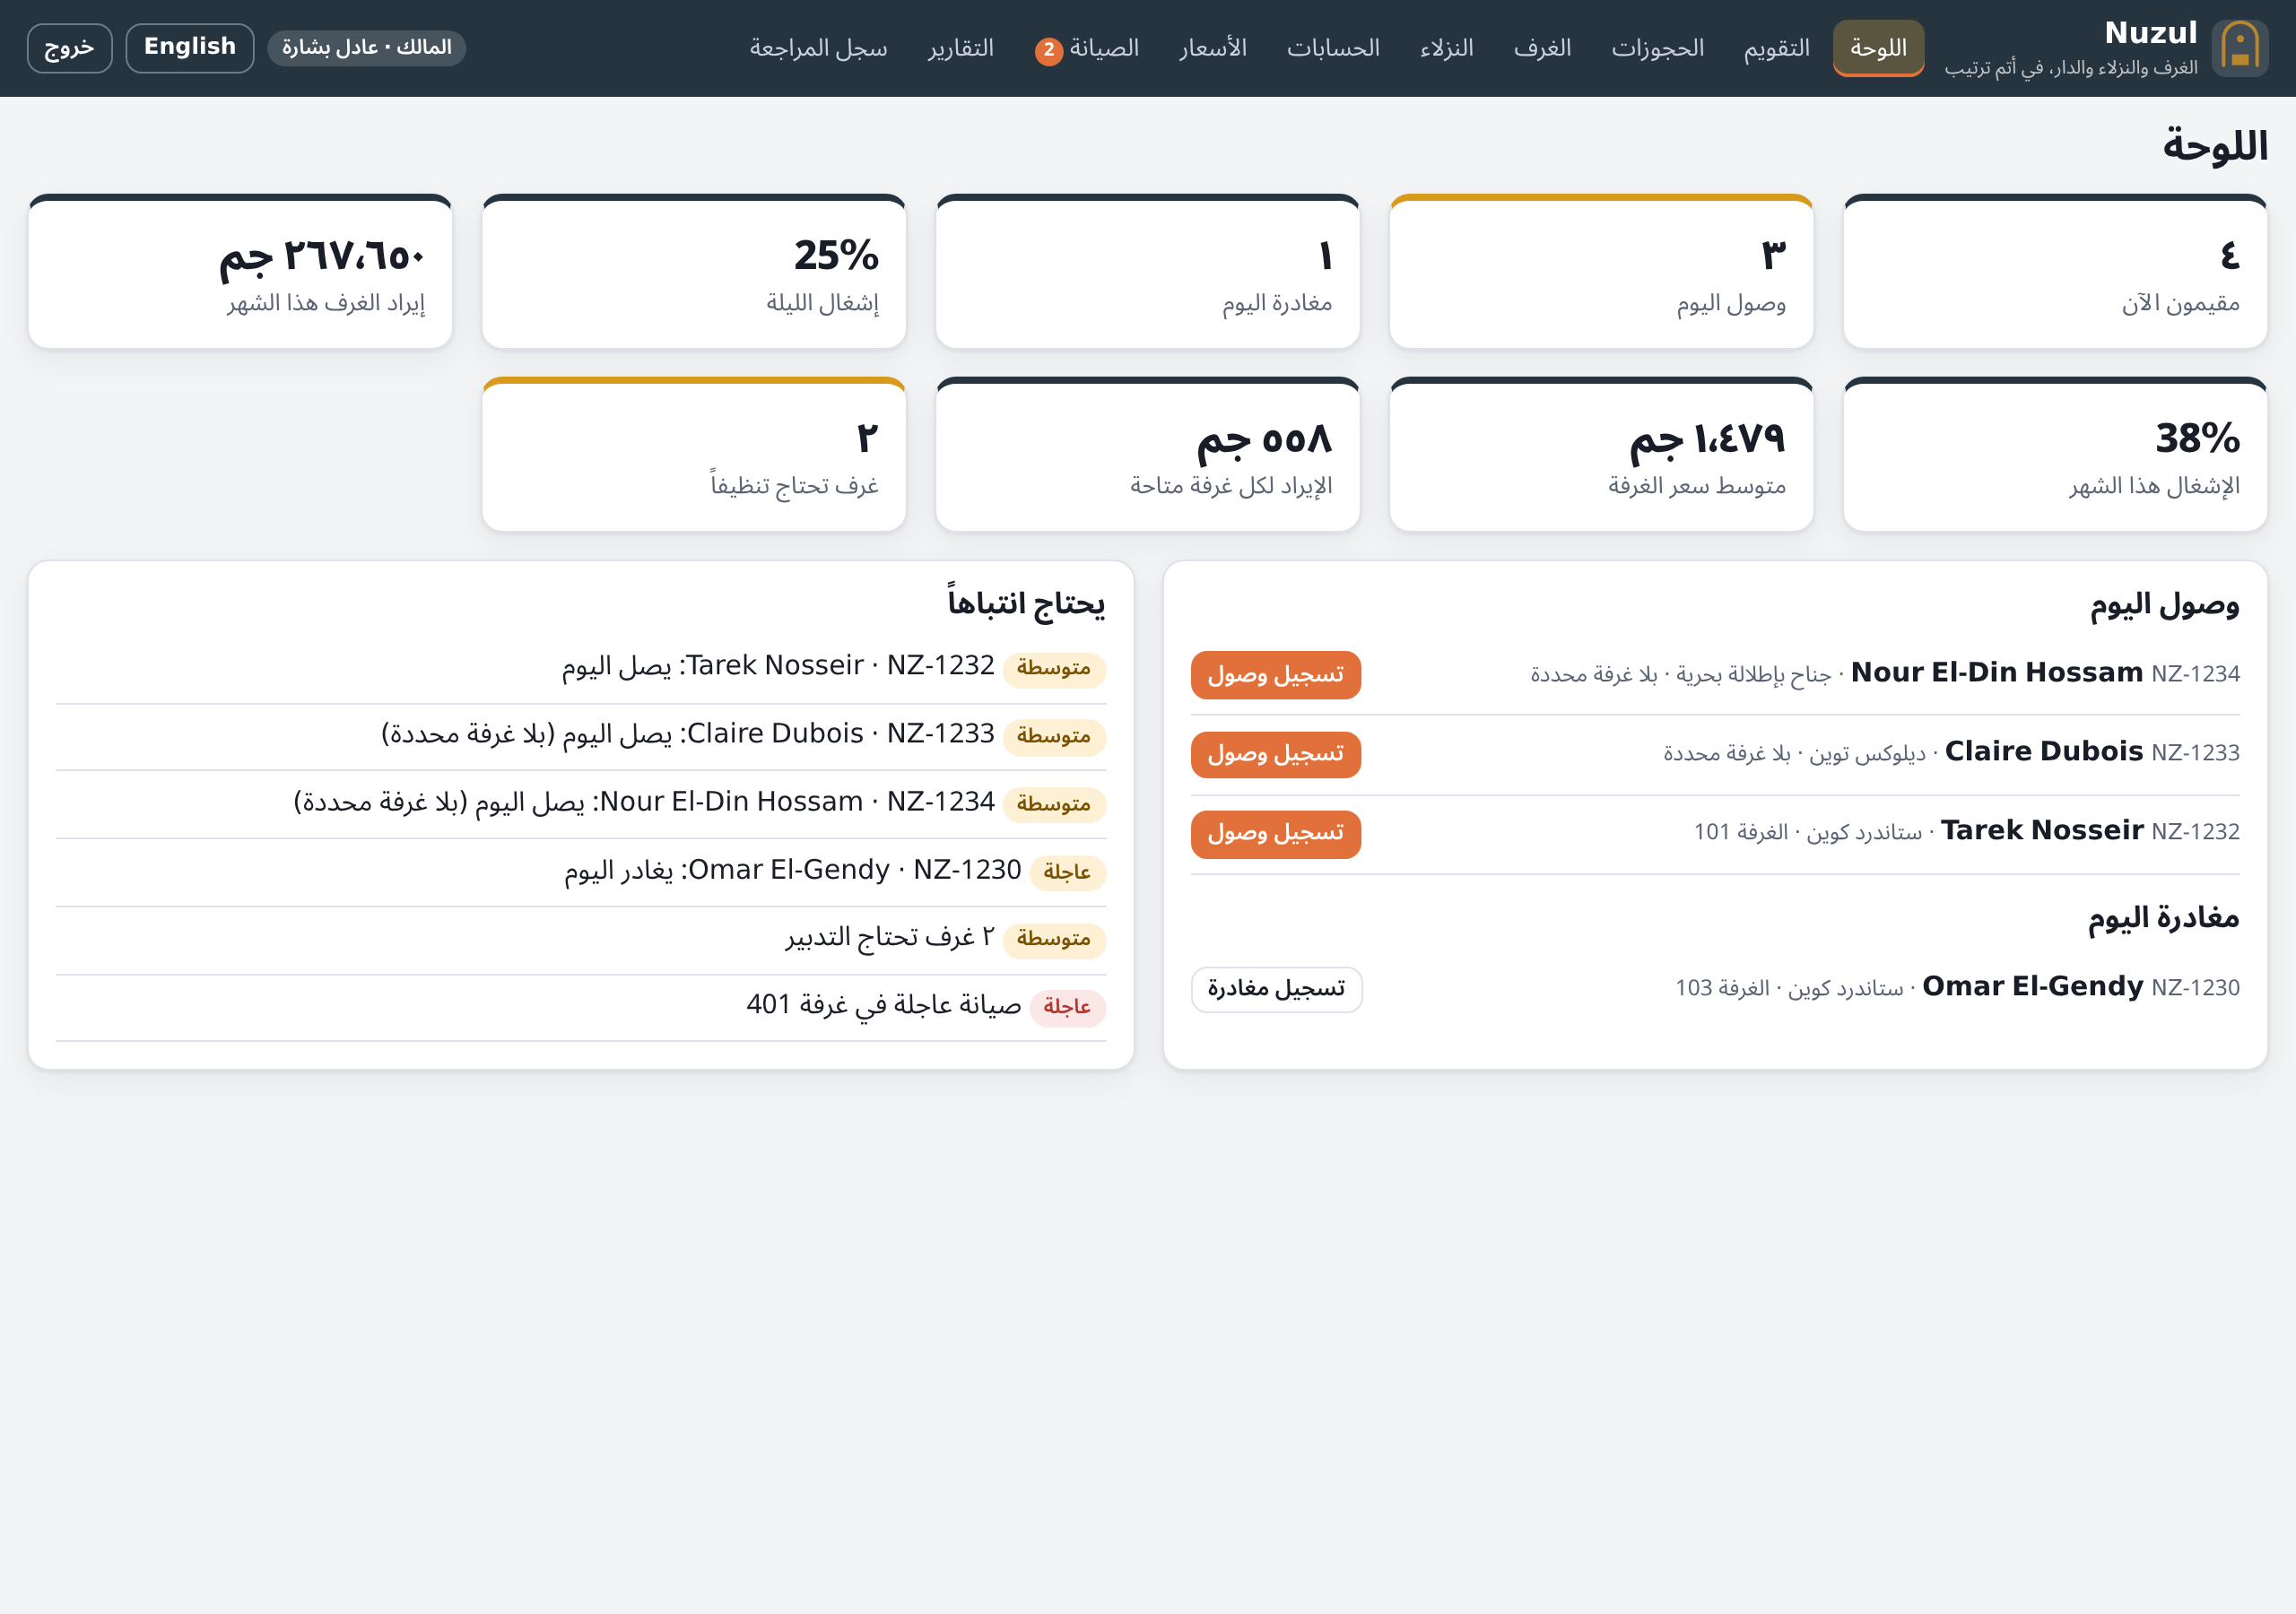 Nuzul
الغرف والنزلاء والدار، في أتم ترتيب
اللوحة
التقويم
الحجوزات
الغرف
النزلاء
الحسابات
الأسعار
الصيانة 2
التقارير
سجل المراجعة
المالك · عادل بشارة
English
خروج
اللوحة
٤
مقيمون الآن
٣
وصول اليوم
١
مغادرة اليوم
25%
إشغال الليلة
٢٦٧،٦٥٠ جم
إيراد الغرف هذا الشهر
38%
الإشغال هذا الشهر
١،٤٧٩ جم
متوسط سعر الغرفة
٥٥٨ جم
الإيراد لكل غرفة متاحة
٢
غرف تحتاج تنظيفاً
وصول اليوم
NZ-1234 Nour El-Din Hossam · جناح بإطلالة بحرية · بلا غرفة محددة
تسجيل وصول
NZ-1233 Claire Dubois · ديلوكس توين · بلا غرفة محددة
تسجيل وصول
NZ-1232 Tarek Nosseir · ستاندرد كوين · الغرفة 101
تسجيل وصول
مغادرة اليوم
NZ-1230 Omar El-Gendy · ستاندرد كوين · الغرفة 103
تسجيل مغادرة
يحتاج انتباهاً
متوسطة Tarek Nosseir · NZ-1232: يصل اليوم
متوسطة Claire Dubois · NZ-1233: يصل اليوم (بلا غرفة محددة)
متوسطة Nour El-Din Hossam · NZ-1234: يصل اليوم (بلا غرفة محددة)
عاجلة Omar El-Gendy · NZ-1230: يغادر اليوم
متوسطة ٢ غرف تحتاج التدبير
عاجلة صيانة عاجلة في غرفة 401